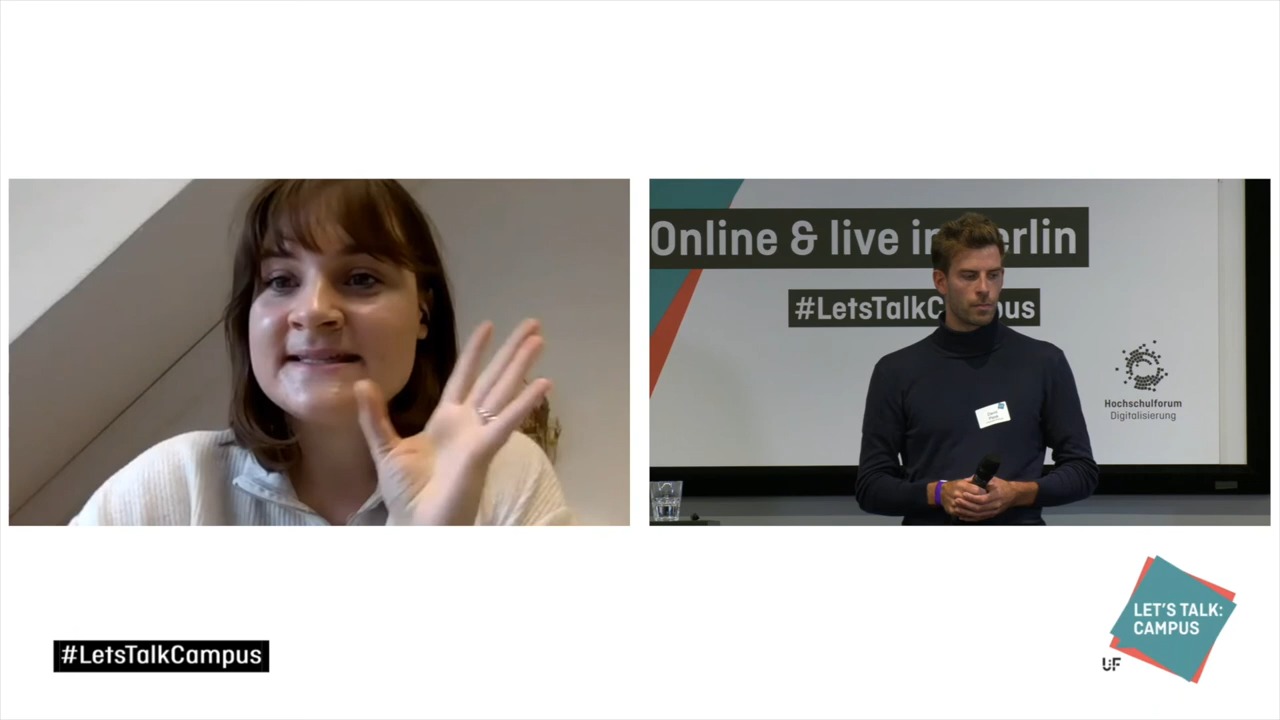 Online & live in Berlin
#LetsTalkCampus
Hochschulforum
Digitalisierung
#LetsTalkCampus
LET'S TALK:
CAMPUS